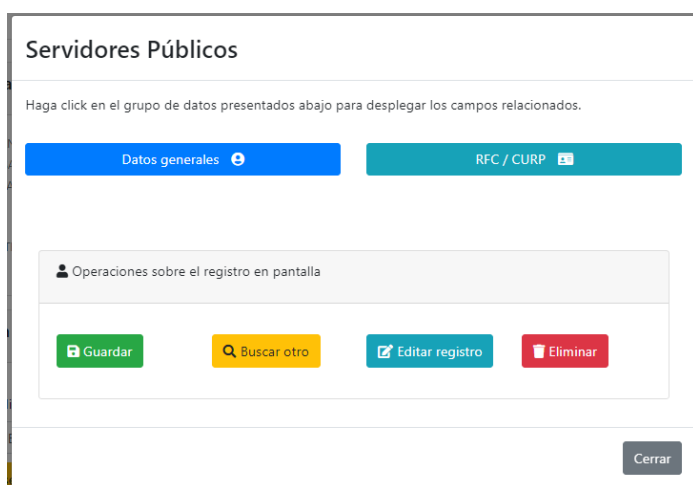 Servidores Públicos
Haga click en el grupo de datos presentados abajo para desplegar los campos relacionados.
Datos generales
RFC / CURP
Operaciones sobre el registro en pantalla
Guardar
Buscar otro
Editar registro
Eliminar
Cerrar